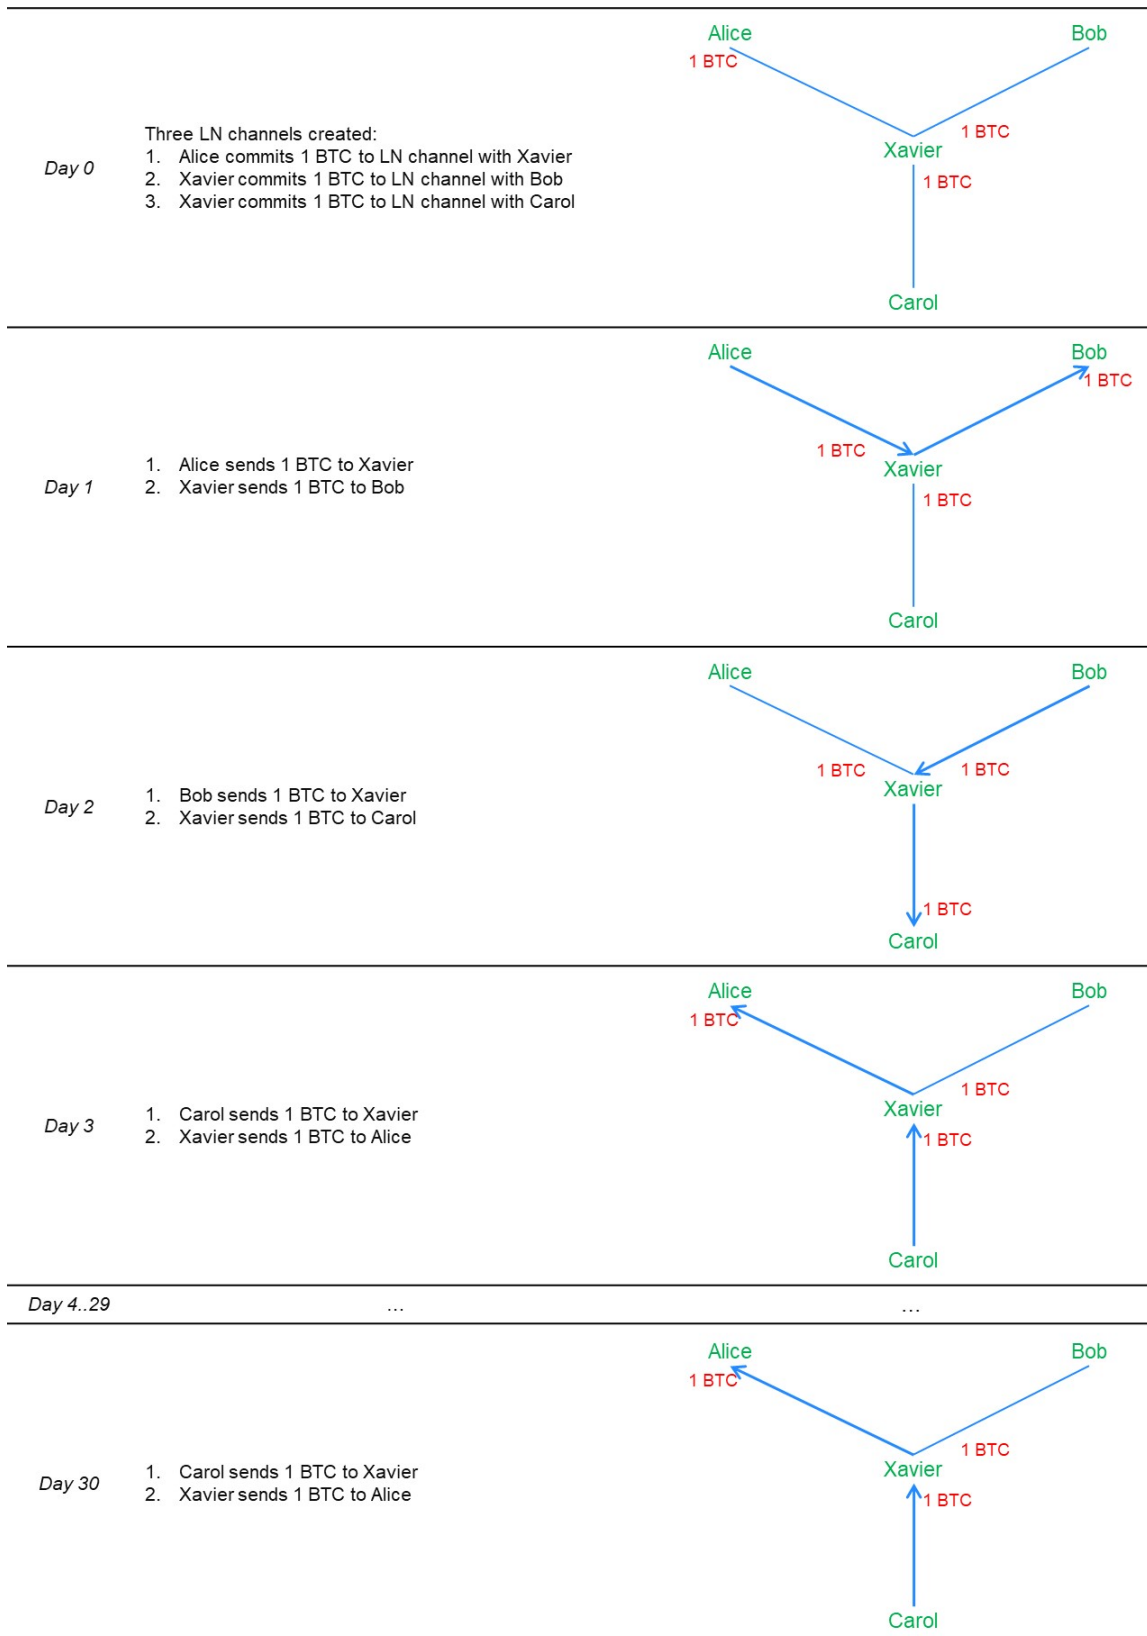 Alice
Bob
1 BTC
Three LN channels created:
1. Alice commits 1 BTC to LN channel with Xavier
2. Xavier commits 1 BTC to LN channel with Bob
3. Xavier commits 1 BTC to LN channel with Carol
Day 0
1 BTC
Xavier
1 BTC
Carol
Alice
Bob
1 BTC
1. Alice sends 1 BTC to Xavier
2. Xavier sends 1 BTC to Bob
Day 1
1 BTC
Xavier
1 BTC
Carol
Alice
Bob
1. Bob sends 1 BTC to Xavier
2. Xavier sends 1 BTC to Carol
Day 2
1 BTC
1 BTC
Xavier
1 BTC
Carol
Alice
Bob
1 BTC
1. Carol sends 1 BTC to Xavier
2. Xavier sends 1 BTC to Alice
Day 3
1 BTC
Xavier
1 BTC
Carol
Day 4..29
...
...
Alice
Bob
1 BTC
1. Carol sends 1 BTC to Xavier
2. Xavier sends 1 BTC to Alice
Day 30
1 BTC
Xavier
1 BTC
Carol